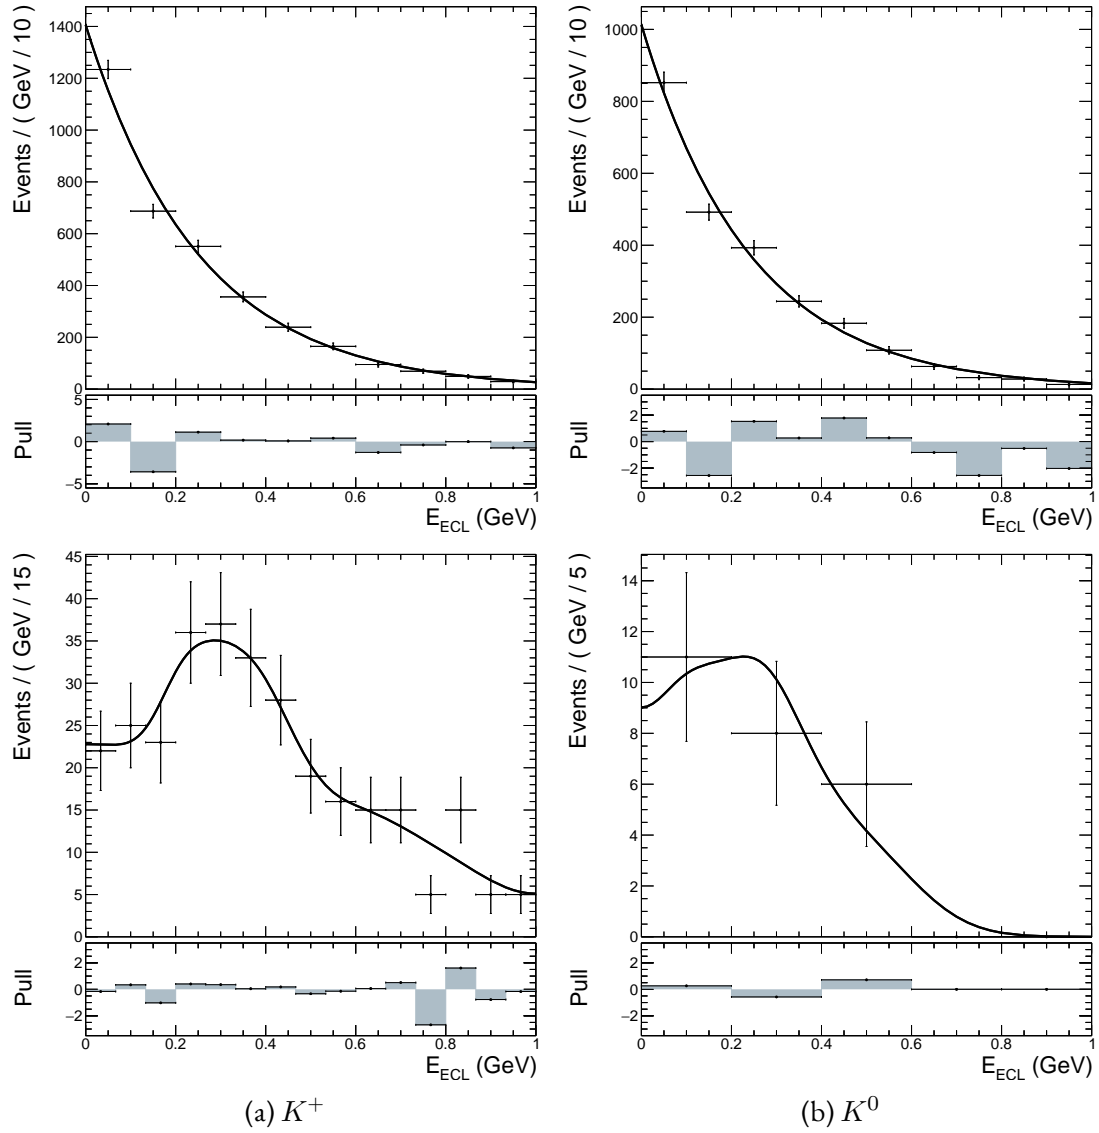 Events / ( GeV / 10 )
1400
1200
1000
800
600
400
200
0
Pull
5
0
−5
0 0.2 0.4 0.6 0.8 1
E_ECL (GeV)
Events / ( GeV / 10 )
1000
800
600
400
200
0
Pull
2
0
−2
0 0.2 0.4 0.6 0.8 1
E_ECL (GeV)
Events / ( GeV / 15 )
45
40
35
30
25
20
15
10
5
0
Pull
2
0
−2
0 0.2 0.4 0.6 0.8 1
E_ECL (GeV)
Events / ( GeV / 5 )
14
12
10
8
6
4
2
0
Pull
2
0
−2
0 0.2 0.4 0.6 0.8 1
E_ECL (GeV)
(a) K⁺
(b) K⁰